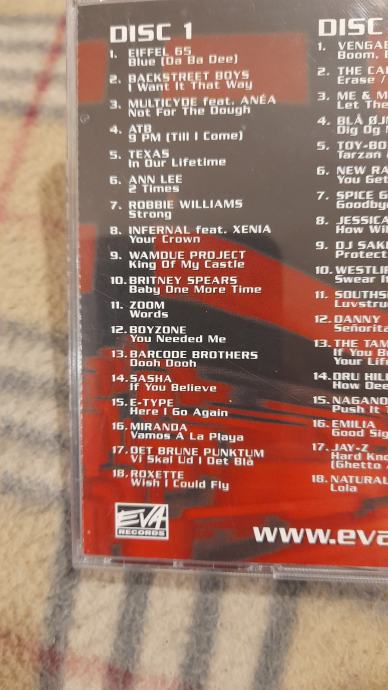 DISC 1
1. EIFFEL 65
Blue (Da Ba Dee)
2. BACKSTREET BOYS
I Want It That Way
3. MULTICYDE feat. ANÉA
Not For The Dough
4. ATB
9 PM (Till I Come)
5. TEXAS
In Our Lifetime
6. ANN LEE
2 Times
7. ROBBIE WILLIAMS
Strong
8. INFERNAL feat. XENIA
Your Crown
9. WAMDUE PROJECT
King Of My Castle
10. BRITNEY SPEARS
Baby One More Time
11. ZOOM
Words
12. BOYZONE
You Needed Me
13. BARCODE BROTHERS
Dooh Dooh
14. SASHA
If You Believe
15. E-TYPE
Here I Go Again
16. MIRANDA
Vamos A La Playa
17. DET BRUNE PUNKTUM
Vi Skal Ud I Det Blå
18. ROXETTE
Wish I Could Fly
EVA
RECORDS
DISC
1. VENGA
Boom,
2. THE
Erase /
3. ME & M
Let The
4. BLÅ ØJ
Dig Og
5. TOY-BO
Tarzan
6. NEW RA
You Get
7. SPICE G
Goodby
8. JESSICA
How Wil
9. DJ SAK
Protect
10. WESTLI
Swear I
11. SOUTHS
Luvstru
12. DANNY
Señorita
13. THE TAM
If You B
Your Lif
14. DRU HIL
How Dee
15. NAGANO
Push It
16. EMILIA
Good Sig
17. JAY-Z
Hard Kno
(Ghetto
18. NATURAL
Lola
www.eva